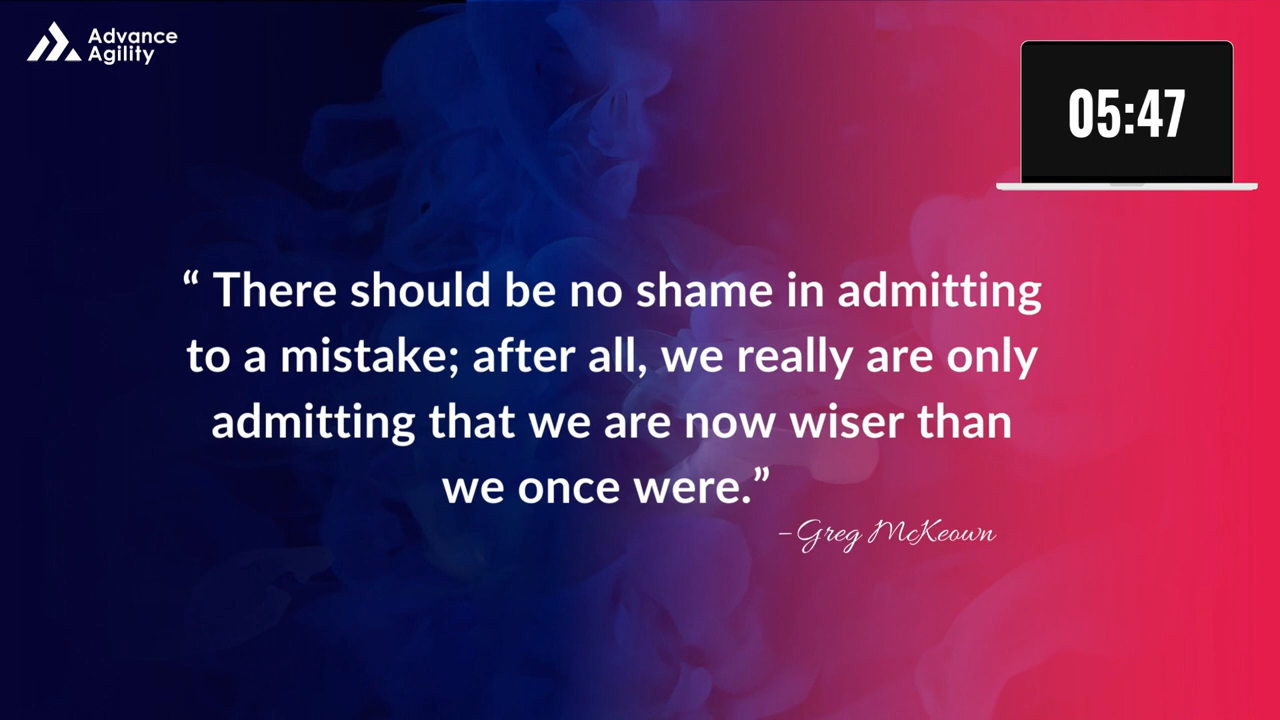 Advance
Agility
05:47
“ There should be no shame in admitting
to a mistake; after all, we really are only
admitting that we are now wiser than
we once were.”
–Greg McKeown